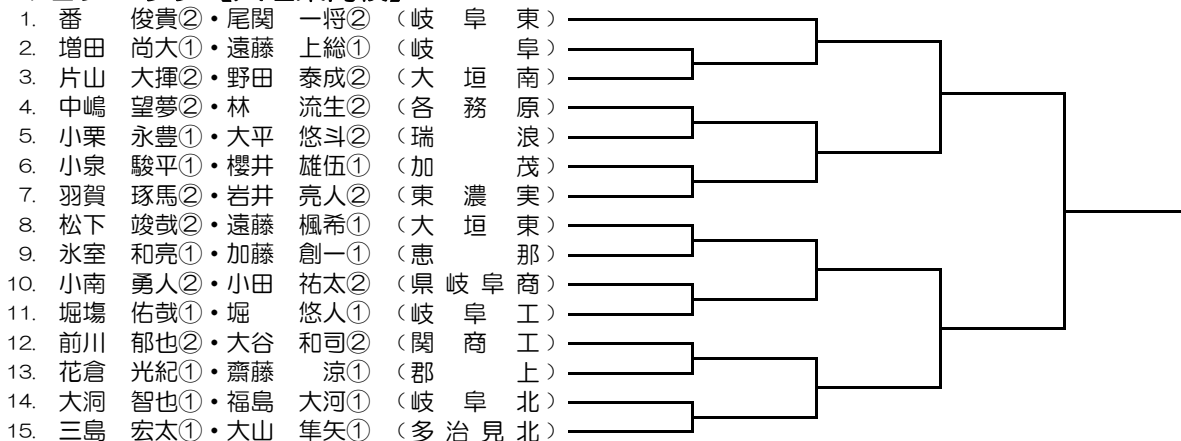 1. 番 俊貴②・尾関 一将② (岐阜東)
2. 増田 尚大①・遠藤 上総① (岐阜)
3. 片山 大揮②・野田 泰成② (大垣南)
4. 中嶋 望夢②・林 流生② (各務原)
5. 小栗 永豊①・大平 悠斗② (瑞浪)
6. 小泉 駿平①・櫻井 雄伍① (加茂)
7. 羽賀 琢馬②・岩井 亮人② (東濃実)
8. 松下 竣哉②・遠藤 楓希① (大垣東)
9. 氷室 和亮①・加藤 創一① (恵那)
10. 小南 勇人②・小田 祐太② (県岐阜商)
11. 堀場 佑哉①・堀 悠人① (岐阜工)
12. 前川 郁也②・大谷 和司② (関商工)
13. 花倉 光紀①・齋藤 涼① (郡上)
14. 大洞 智也①・福島 大河① (岐阜北)
15. 三島 宏太①・大山 隼矢① (多治見北)